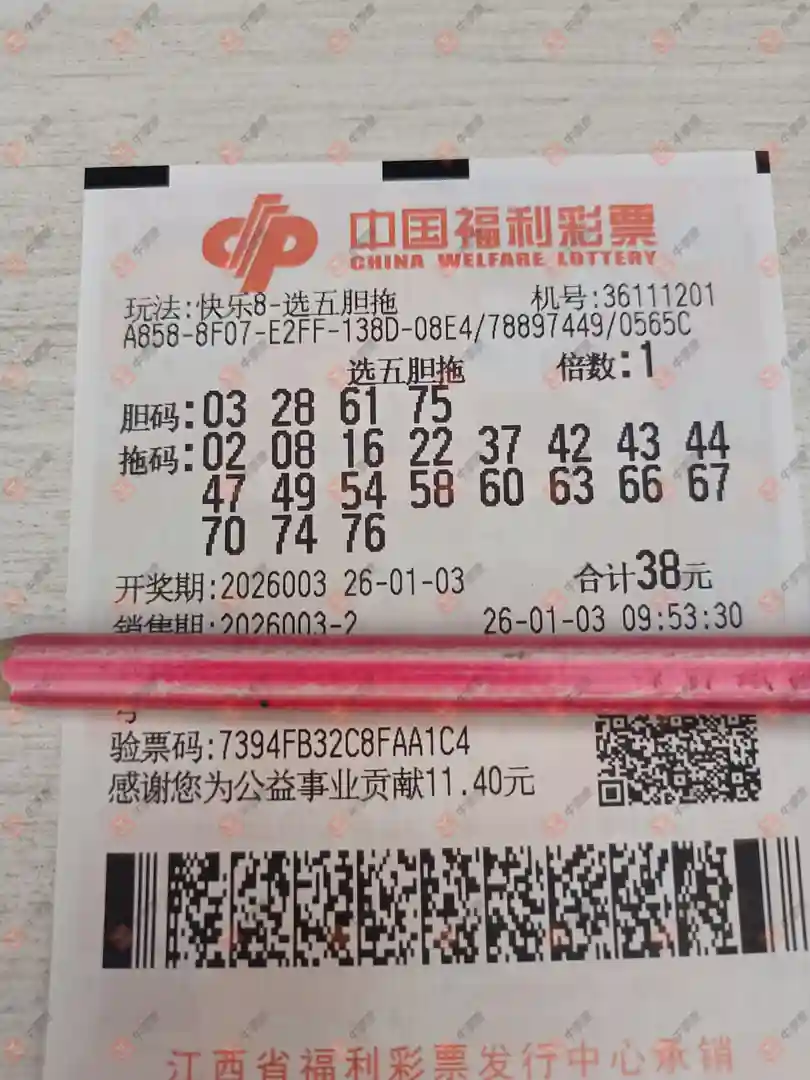 中国福利彩票
CHINA WELFARE LOTTERY
玩法:快乐8-选五胆拖 机号:36111201
A858-8F07-E2FF-138D-08E4/78897449/0565C
选五胆拖 倍数:1
胆码:03 28 61 75
拖码:02 08 16 22 37 42 43 44
47 49 54 58 60 63 66 67
70 74 76
开奖期:2026003 26-01-03 合计38元
销售期:2026003-2 26-01-03 09:53:30
验票码:7394FB32C8FAA1C4
感谢您为公益事业贡献11.40元
江西省福利彩票发行中心承销